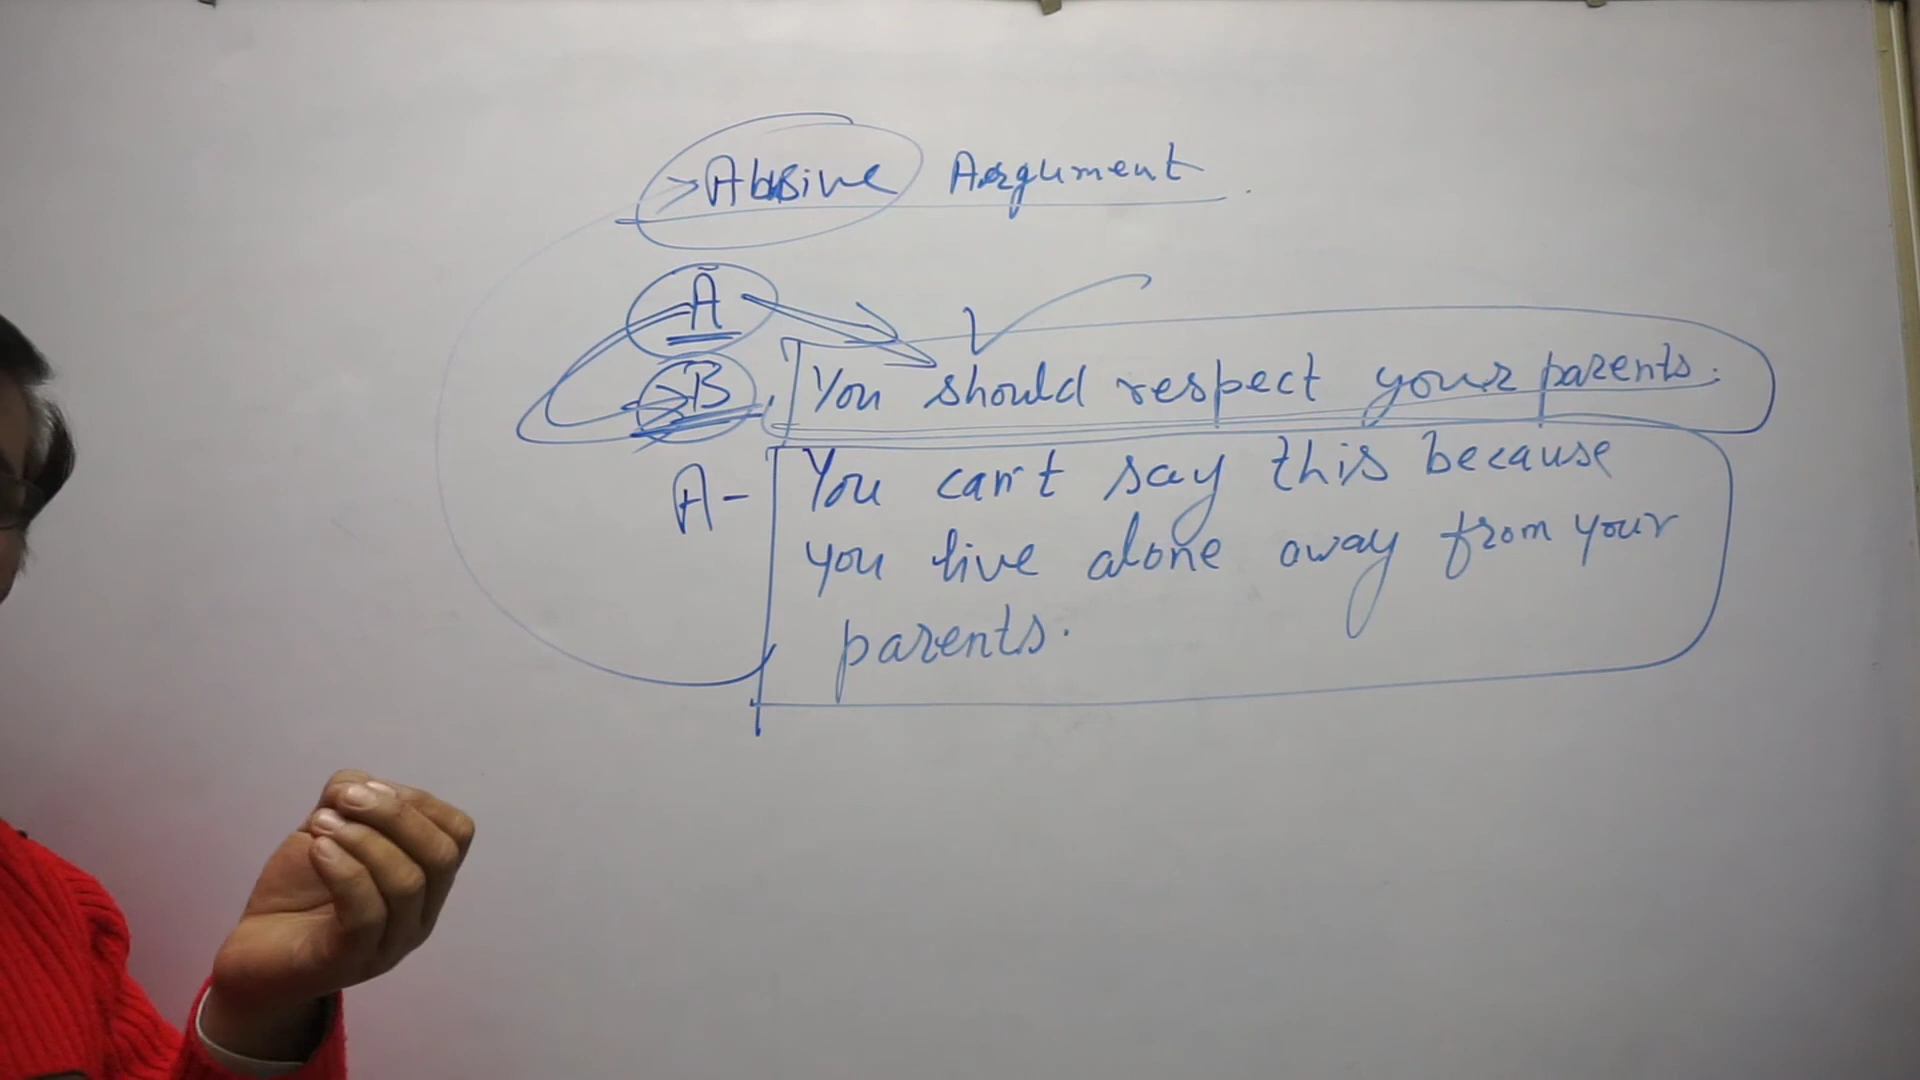 >Abusive Argument
A
>B. You should respect your parents.
A- You can't say this because
you live alone away from your
parents.